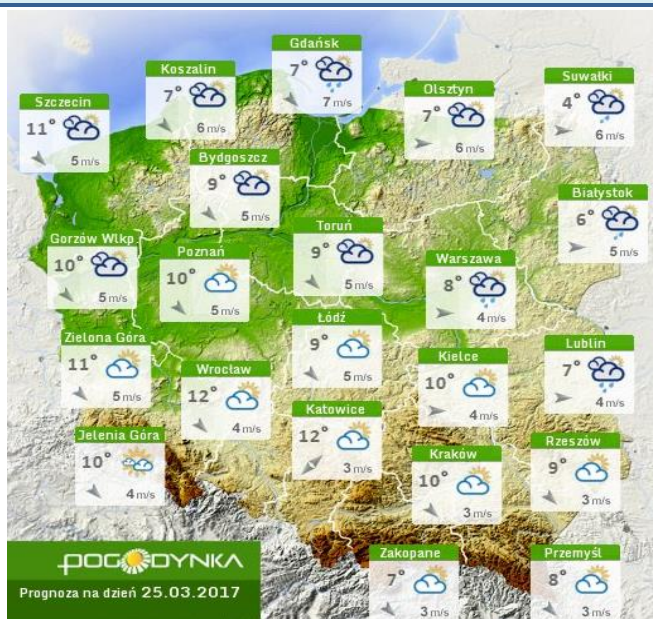 Gdańsk
7°
7 m/s
Koszalin
7°
6 m/s
Olsztyn
7°
6 m/s
Suwałki
4°
6 m/s
Szczecin
11°
5 m/s
Bydgoszcz
9°
5 m/s
Białystok
6°
5 m/s
Gorzów Wlkp.
10°
5 m/s
Poznań
10°
5 m/s
Toruń
9°
5 m/s
Warszawa
8°
4 m/s
Zielona Góra
11°
5 m/s
Łódź
9°
5 m/s
Wrocław
12°
4 m/s
Kielce
10°
4 m/s
Lublin
7°
4 m/s
Katowice
12°
3 m/s
Jelenia Góra
10°
4 m/s
Kraków
10°
3 m/s
Rzeszów
9°
3 m/s
Zakopane
7°
3 m/s
Przemyśl
8°
3 m/s
POGODYNKA
Prognoza na dzień 25.03.2017